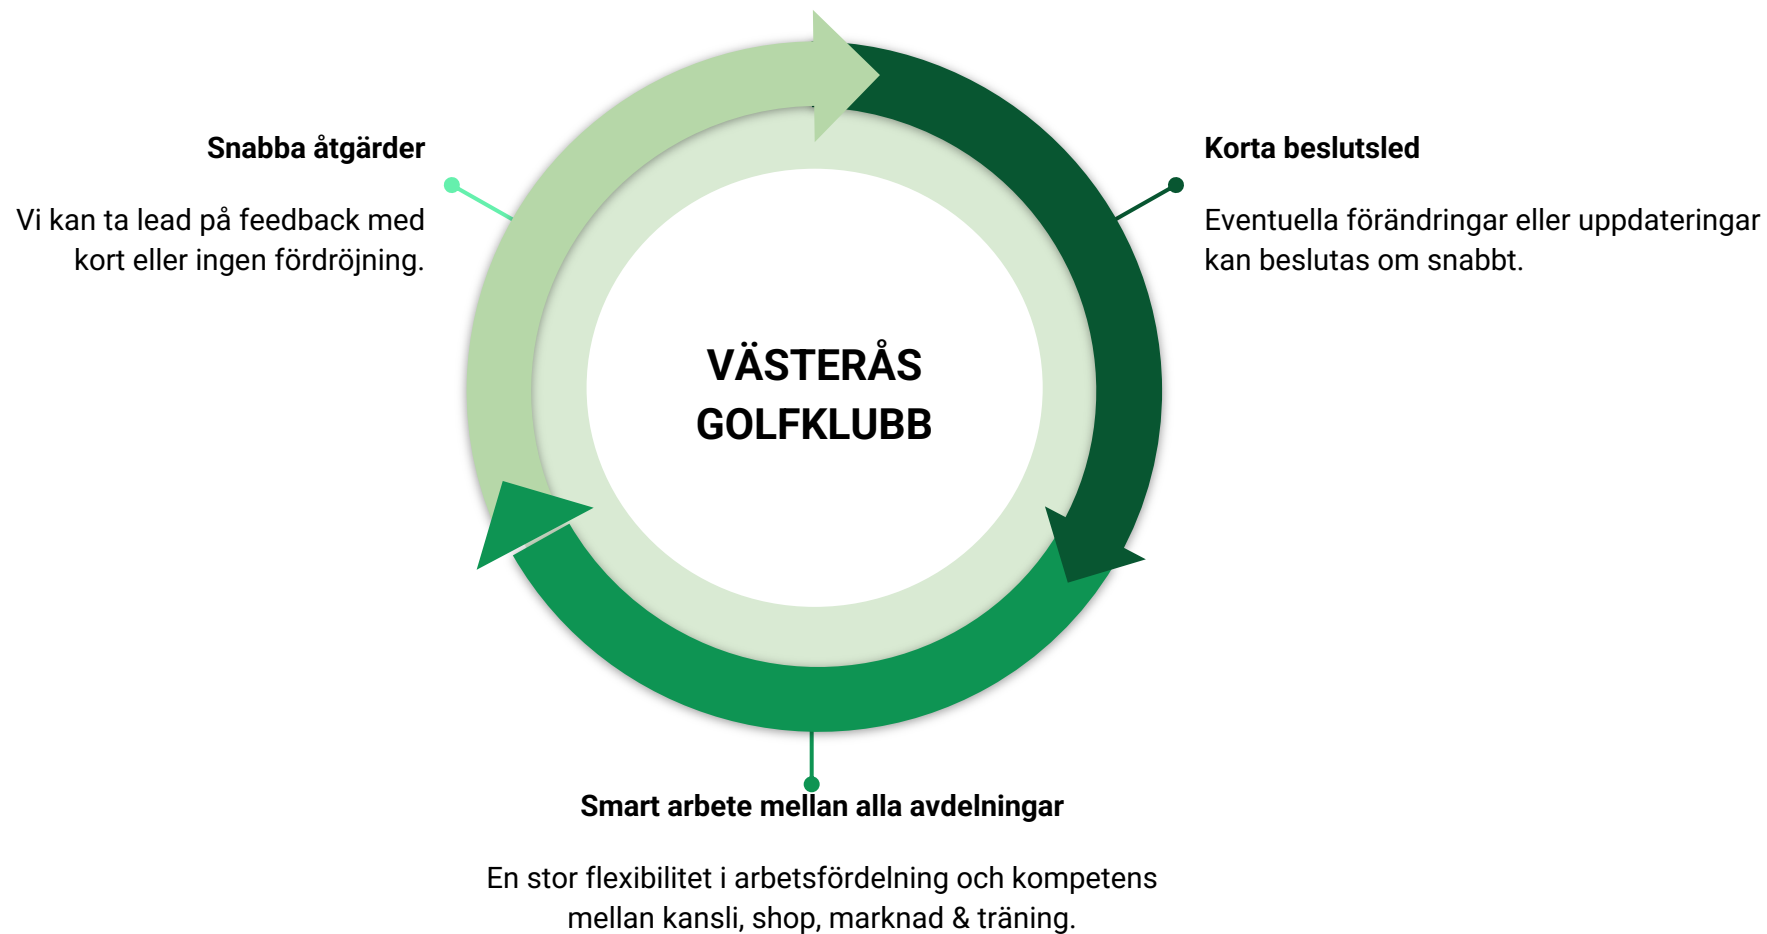 Snabba åtgärder
Vi kan ta lead på feedback med
kort eller ingen fördröjning.
Korta beslutsled
Eventuella förändringar eller uppdateringar
kan beslutas om snabbt.
VÄSTERÅS
GOLFKLUBB
Smart arbete mellan alla avdelningar
En stor flexibilitet i arbetsfördelning och kompetens
mellan kansli, shop, marknad & träning.